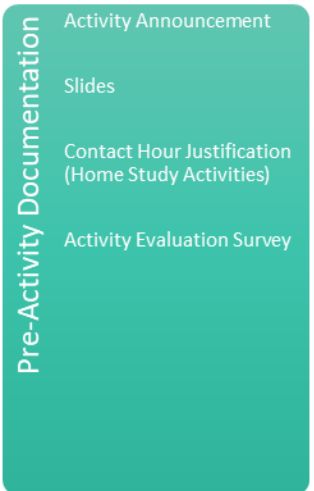 Pre-Activity Documentation
Activity Announcement
Slides
Contact Hour Justification
(Home Study Activities)
Activity Evaluation Survey